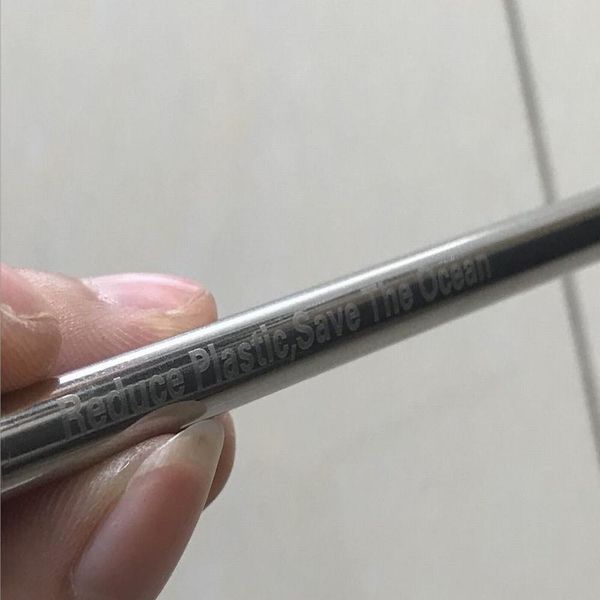 Reduce Plastic,Save The Ocean